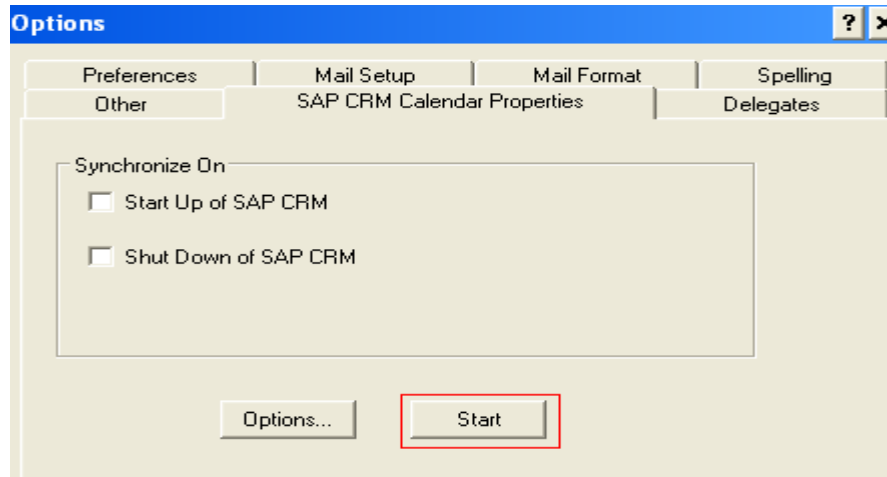 Options
Preferences Mail Setup Mail Format Spelling
Other SAP CRM Calendar Properties Delegates
Synchronize On
Start Up of SAP CRM
Shut Down of SAP CRM
Options... Start